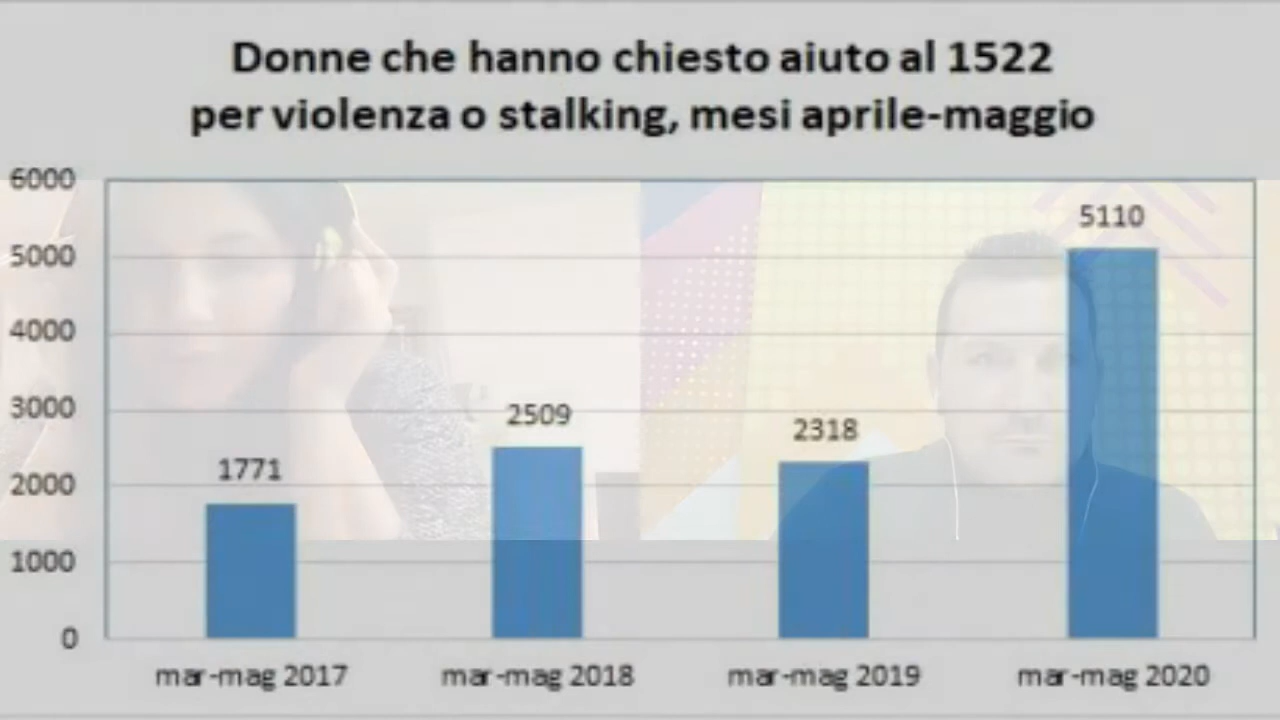 Donne che hanno chiesto aiuto al 1522
per violenza o stalking, mesi aprile-maggio
6000
5000
4000
3000
2000
1000
0
1771
2509
2318
5110
mar-mag 2017
mar-mag 2018
mar-mag 2019
mar-mag 2020